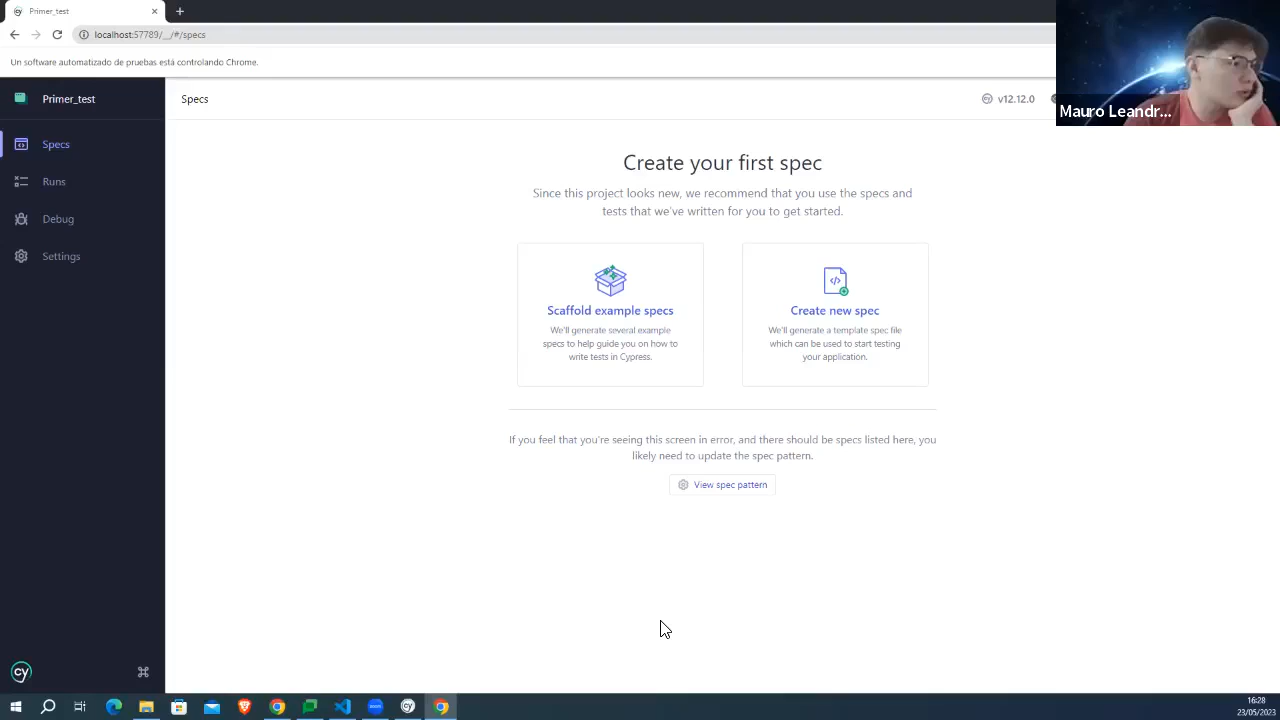 Primer_test
localhost:57789/__/#/specs
Un software automatizado de pruebas está controlando Chrome.
Mauro Leandr...
Primer_test
Specs
v12.12.0
Specs
Runs
Debug
Settings
Create your first spec
Since this project looks new, we recommend that you use the specs and
tests that we've written for you to get started.
Scaffold example specs
We'll generate several example
specs to help guide you on how to
write tests in Cypress.
Create new spec
We'll generate a template spec file
which can be used to start testing
your application.
If you feel that you're seeing this screen in error, and there should be specs listed here, you
likely need to update the spec pattern.
View spec pattern
cy
16:28
23/05/2023